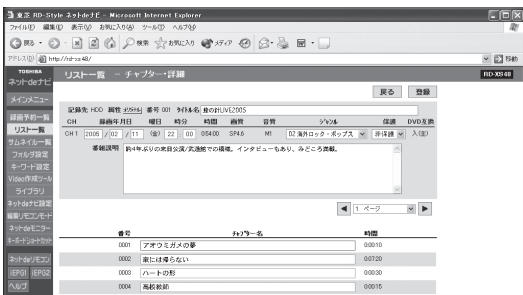 東芝 RD-Style ネットdeナビ - Microsoft Internet Explorer
ファイル(F) 編集(E) 表示(V) お気に入り(A) ツール(T) ヘルプ(H)
戻る 検索 お気に入り メディア
アドレス(D) http://rd-xs48/ 移動
TOSHIBA
ネットdeナビ
リスト一覧 - チャプター・詳細
RD-XS48
戻る 登録
メインメニュー
録画予約一覧
リスト一覧
サムネイル一覧
フォルダ設定
キーワード設定
Video作成ツール
ライブラリ
ネットdeナビ設定
編集リモコンモード
ネットdeモニター
キーボードショートカット
ネットdeリモコン
iEPG1 iEPG2
ヘルプ
記録先 HDD 属性 オリジナル 番号 001 タイトル名 LIVE2005
CH 録画年月日 曜日 時分 時間 画質 音質 ジャンル 保護 DVD互換
CH 1 2005 / 02 / 11 (金) 22 : 00 0:54:00 SP4.6 M1 02 海外ロック・ポップス 非保護 入(主)
番組説明 約4年ぶりの来日公演/武道館での模様。インタビューもあり、みどころ満載。
1 ページ
番号 チャプター名 時間
0001 アオウミガメの夢 0:00:10
0002 家には帰らない 0:07:20
0003 ハートの形 0:00:30
0004 高校教師 0:00:15